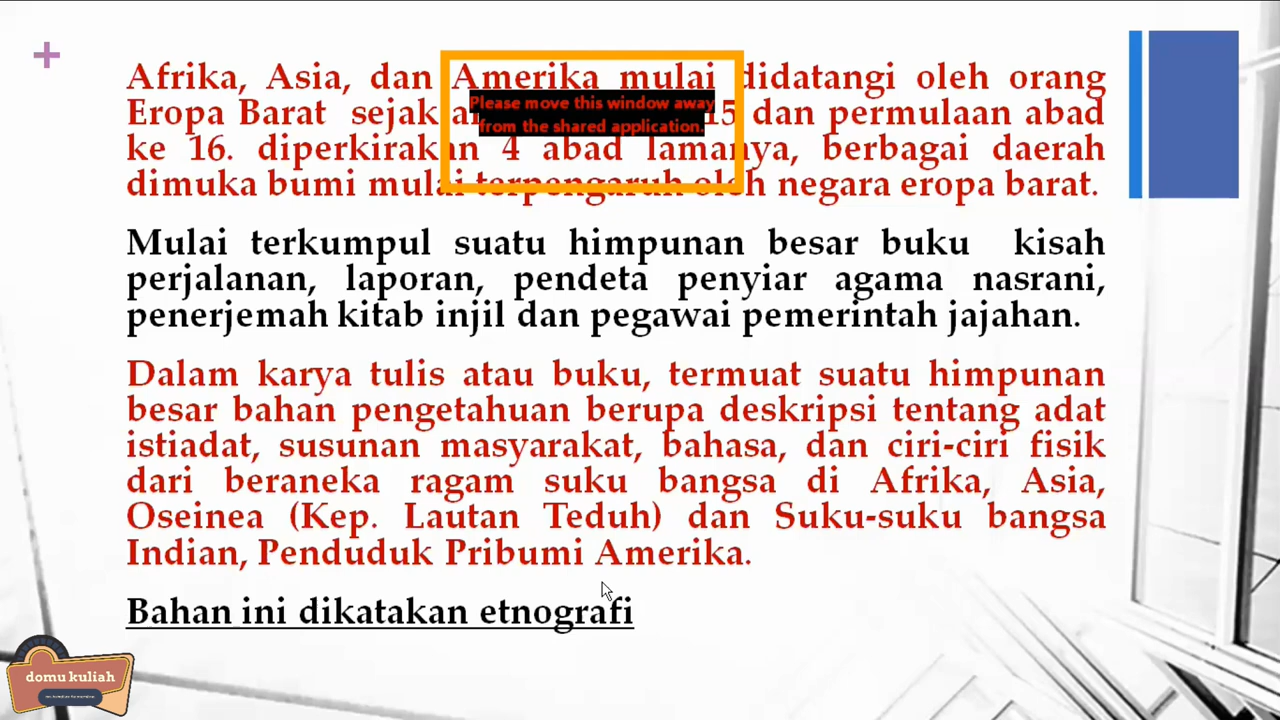 Afrika, Asia, dan Amerika mulai didatangi oleh orang
Eropa Barat sejak 15 dan permulaan abad
Please move this window away
from the shared application.
ke 16. diperkirakan 4 abad lamanya, berbagai daerah
dimuka bumi mulai terpengaruh oleh negara eropa barat.
Mulai terkumpul suatu himpunan besar buku kisah
perjalanan, laporan, pendeta penyiar agama nasrani,
penerjemah kitab injil dan pegawai pemerintah jajahan.
Dalam karya tulis atau buku, termuat suatu himpunan
besar bahan pengetahuan berupa deskripsi tentang adat
istiadat, susunan masyarakat, bahasa, dan ciri-ciri fisik
dari beraneka ragam suku bangsa di Afrika, Asia,
Oseinea (Kep. Lautan Teduh) dan Suku-suku bangsa
Indian, Penduduk Pribumi Amerika.
Bahan ini dikatakan etnografi
domu kuliah